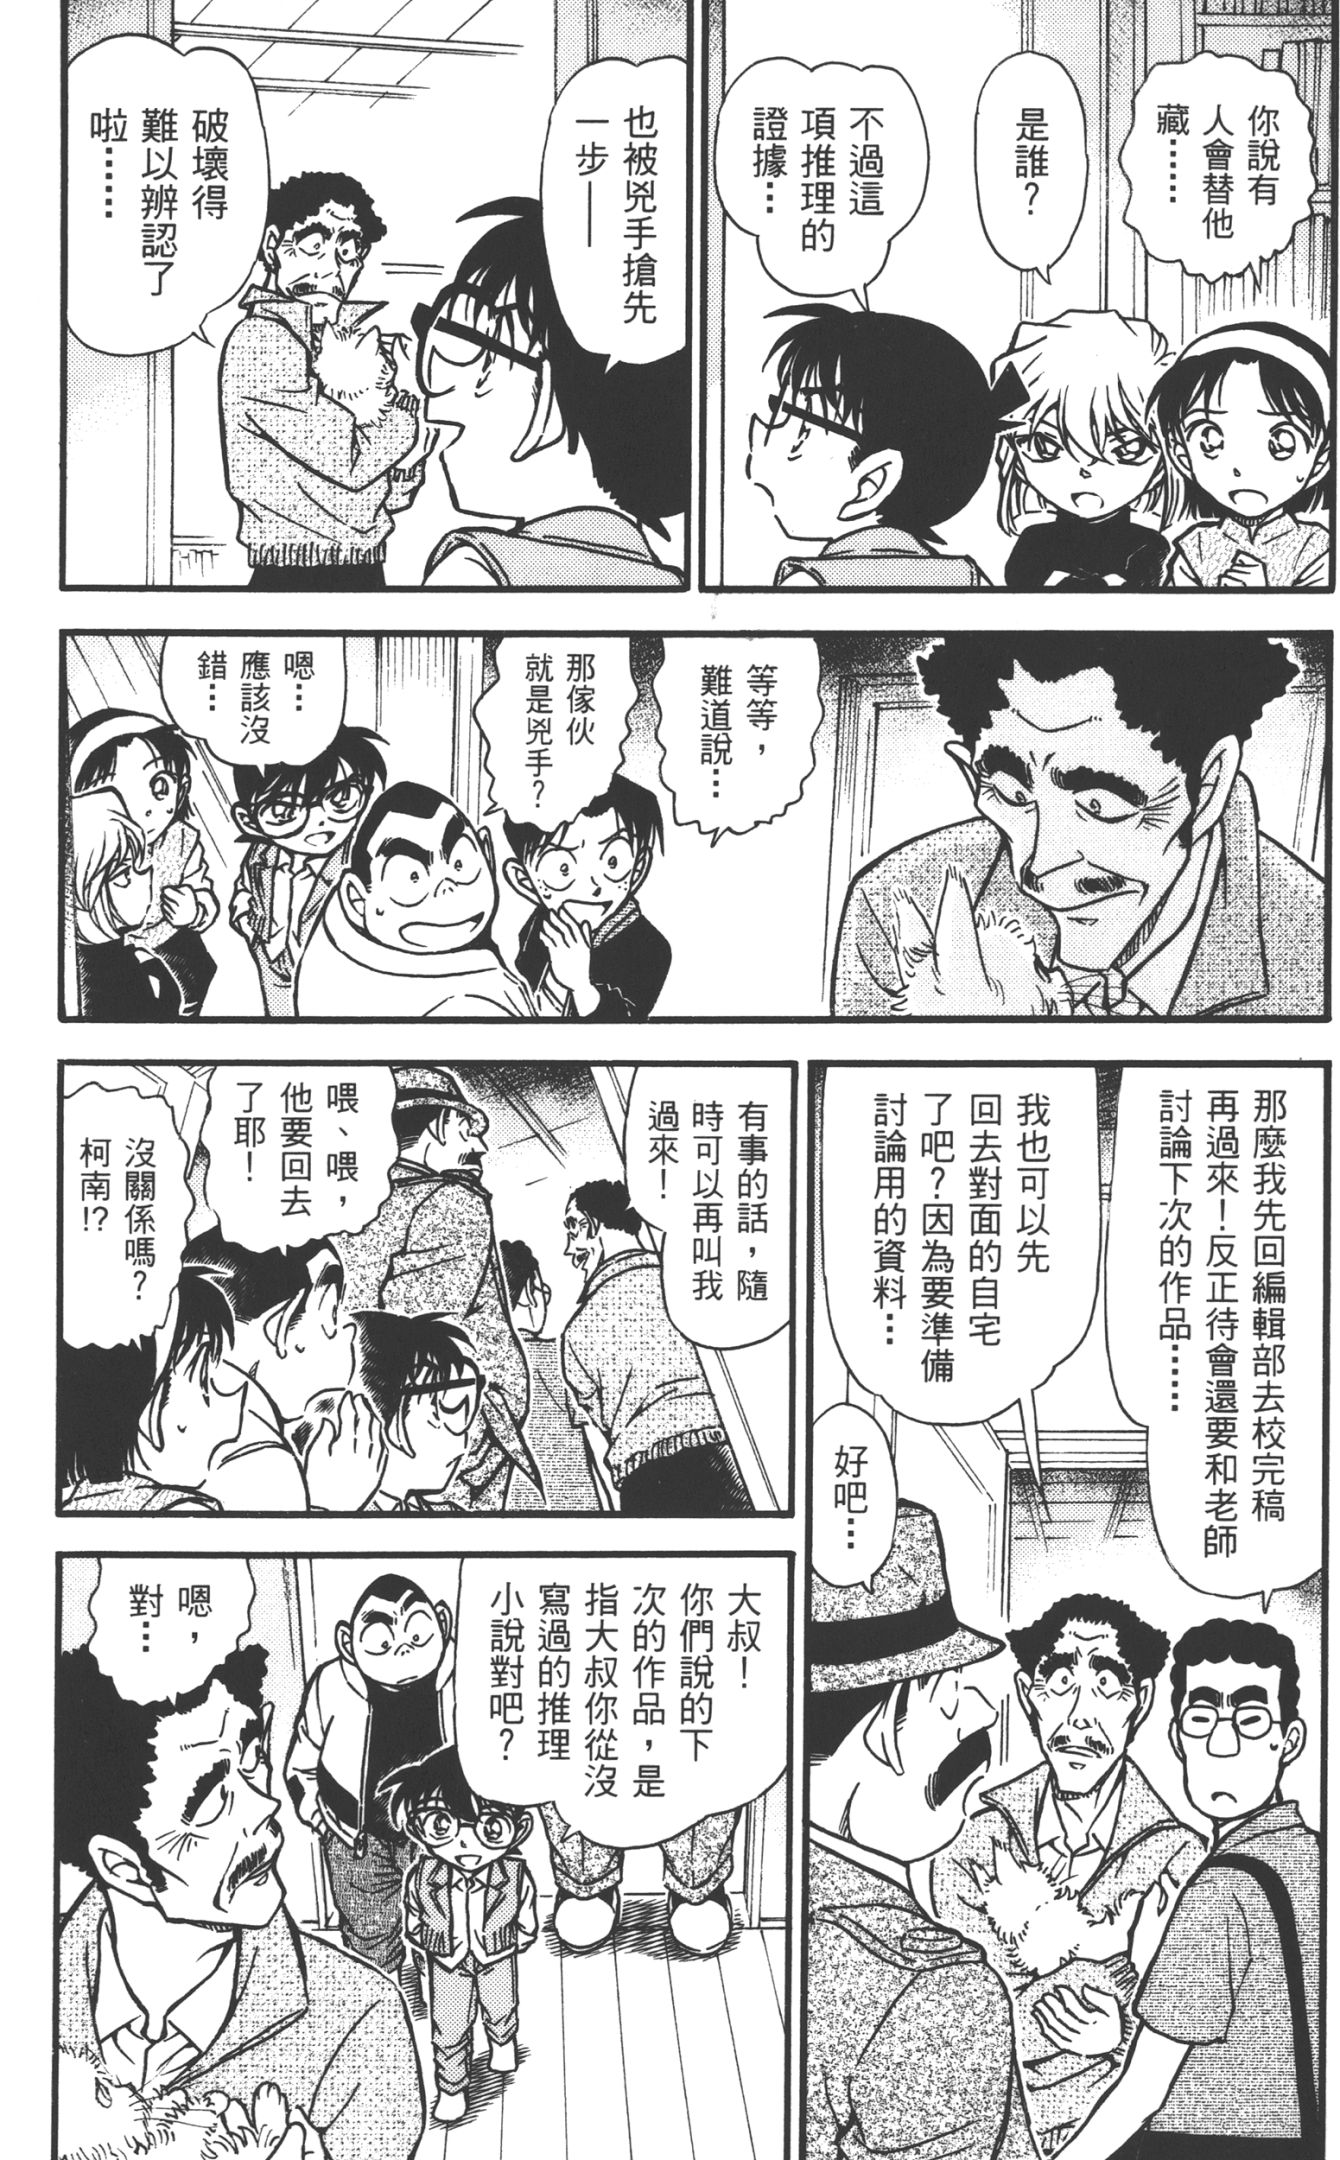 你說有
人會替他
藏……
是誰？
不過這
項推理的
證據…
也被兇手搶先
一步——
破壞得
難以辨認了
啦……
等等，
難道說…
那傢伙
就是兇手？
嗯…
應該沒
錯…
那麼我先回編輯部去校完稿
再過來！反正待會還要和老師
討論下次的作品……
我也可以先
回去對面的自宅
了吧？因為要準備
討論用的資料…
好吧…
有事的話，隨
時可以再叫我
過來！
喂、喂，
他要回去
了耶！
沒關係嗎？
柯南!?
大叔！
你們說的下
次的作品，是
指大叔你從沒
寫過的推理
小說對吧？
嗯，
對…